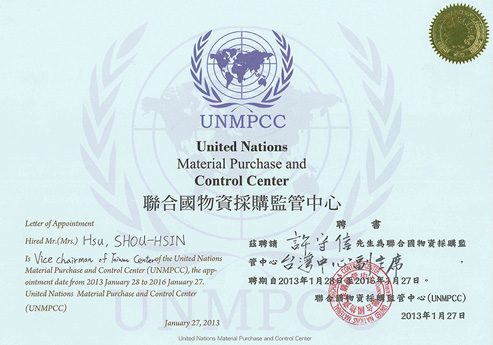 UNMPCC
United Nations
Material Purchase and
Control Center
聯合國物資採購監管中心
Letter of Appointment
Hired Mr.(Mrs.) Hsu, SHOU-HSIN
Is Vice chairman of Taiwan Center of the United Nations
Material Purchase and Control Center (UNMPCC), the app-
ointment date from 2013 January 28 to 2016 January 27.
United Nations Material Purchase and Control Center
(UNMPCC)
January 27, 2013
聘 書
茲聘請 許守信 先生為聯合國物資採購監
管中心 台灣中心副主席
聘期自2013年1月28日至2016年1月27日。
聯合國物資採購監管中心(UNMPCC)
2013年1月27日
UNMPCC
United Nations Material Purchase and Control Center